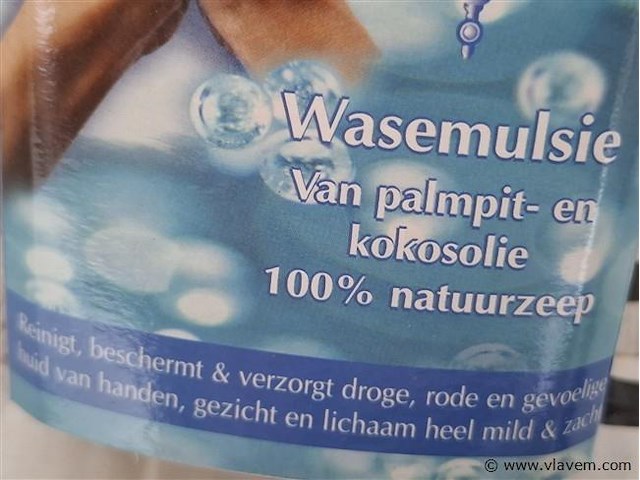 Wasemulsie
Van palmpit- en
kokosolie
100% natuurzeep
Reinigt, beschermt & verzorgt droge, rode en gevoelige
huid van handen, gezicht en lichaam heel mild & zacht
© www.vlavem.com